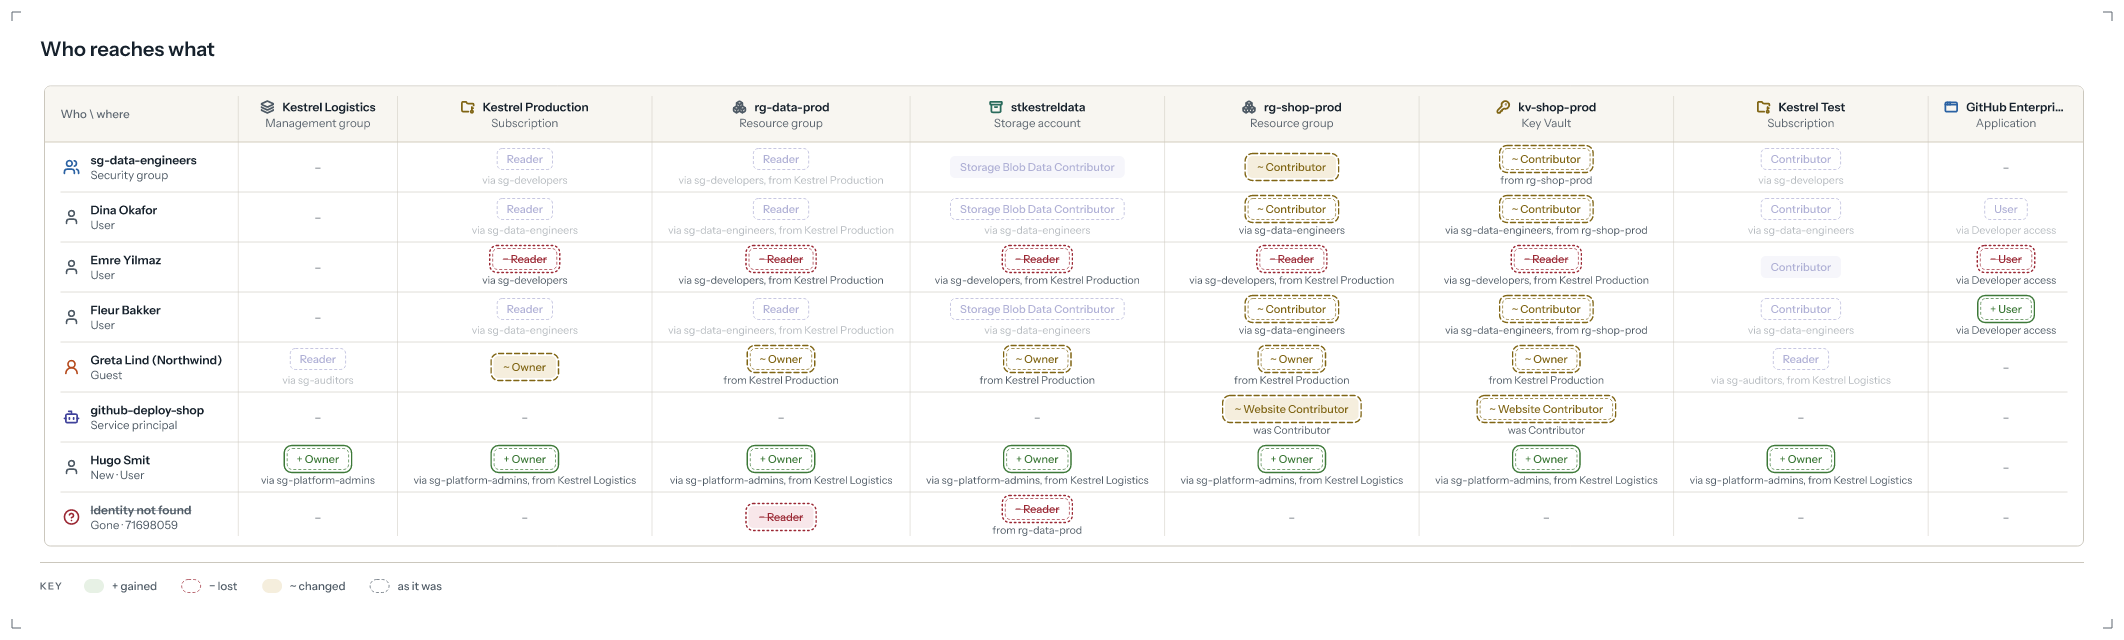 Who reaches what
Who \ where
Kestrel Logistics
Management group
Kestrel Production
Subscription
rg-data-prod
Resource group
stkestreldata
Storage account
rg-shop-prod
Resource group
kv-shop-prod
Key Vault
Kestrel Test
Subscription
GitHub Enterpri...
Application
sg-data-engineers
Security group
–
Reader
via sg-developers
Reader
via sg-developers, from Kestrel Production
Storage Blob Data Contributor
~ Contributor
~ Contributor
from rg-shop-prod
Contributor
via sg-developers
–
Dina Okafor
User
–
Reader
via sg-data-engineers
Reader
via sg-data-engineers, from Kestrel Production
Storage Blob Data Contributor
via sg-data-engineers
~ Contributor
via sg-data-engineers
~ Contributor
via sg-data-engineers, from rg-shop-prod
Contributor
via sg-data-engineers
User
via Developer access
Emre Yilmaz
User
–
− Reader
via sg-developers
− Reader
via sg-developers, from Kestrel Production
− Reader
via sg-developers, from Kestrel Production
− Reader
via sg-developers, from Kestrel Production
− Reader
via sg-developers, from Kestrel Production
Contributor
− User
via Developer access
Fleur Bakker
User
–
Reader
via sg-data-engineers
Reader
via sg-data-engineers, from Kestrel Production
Storage Blob Data Contributor
via sg-data-engineers
~ Contributor
via sg-data-engineers
~ Contributor
via sg-data-engineers, from rg-shop-prod
Contributor
via sg-data-engineers
+ User
via Developer access
Greta Lind (Northwind)
Guest
Reader
via sg-auditors
~ Owner
~ Owner
from Kestrel Production
~ Owner
from Kestrel Production
~ Owner
from Kestrel Production
~ Owner
from Kestrel Production
Reader
via sg-auditors, from Kestrel Logistics
–
github-deploy-shop
Service principal
–
–
–
–
~ Website Contributor
was Contributor
~ Website Contributor
was Contributor
–
–
Hugo Smit
New · User
+ Owner
via sg-platform-admins
+ Owner
via sg-platform-admins, from Kestrel Logistics
+ Owner
via sg-platform-admins, from Kestrel Logistics
+ Owner
via sg-platform-admins, from Kestrel Logistics
+ Owner
via sg-platform-admins, from Kestrel Logistics
+ Owner
via sg-platform-admins, from Kestrel Logistics
+ Owner
via sg-platform-admins, from Kestrel Logistics
–
Identity not found
Gone · 71698059
–
–
− Reader
− Reader
from rg-data-prod
–
–
–
–
KEY
+ gained
− lost
~ changed
as it was